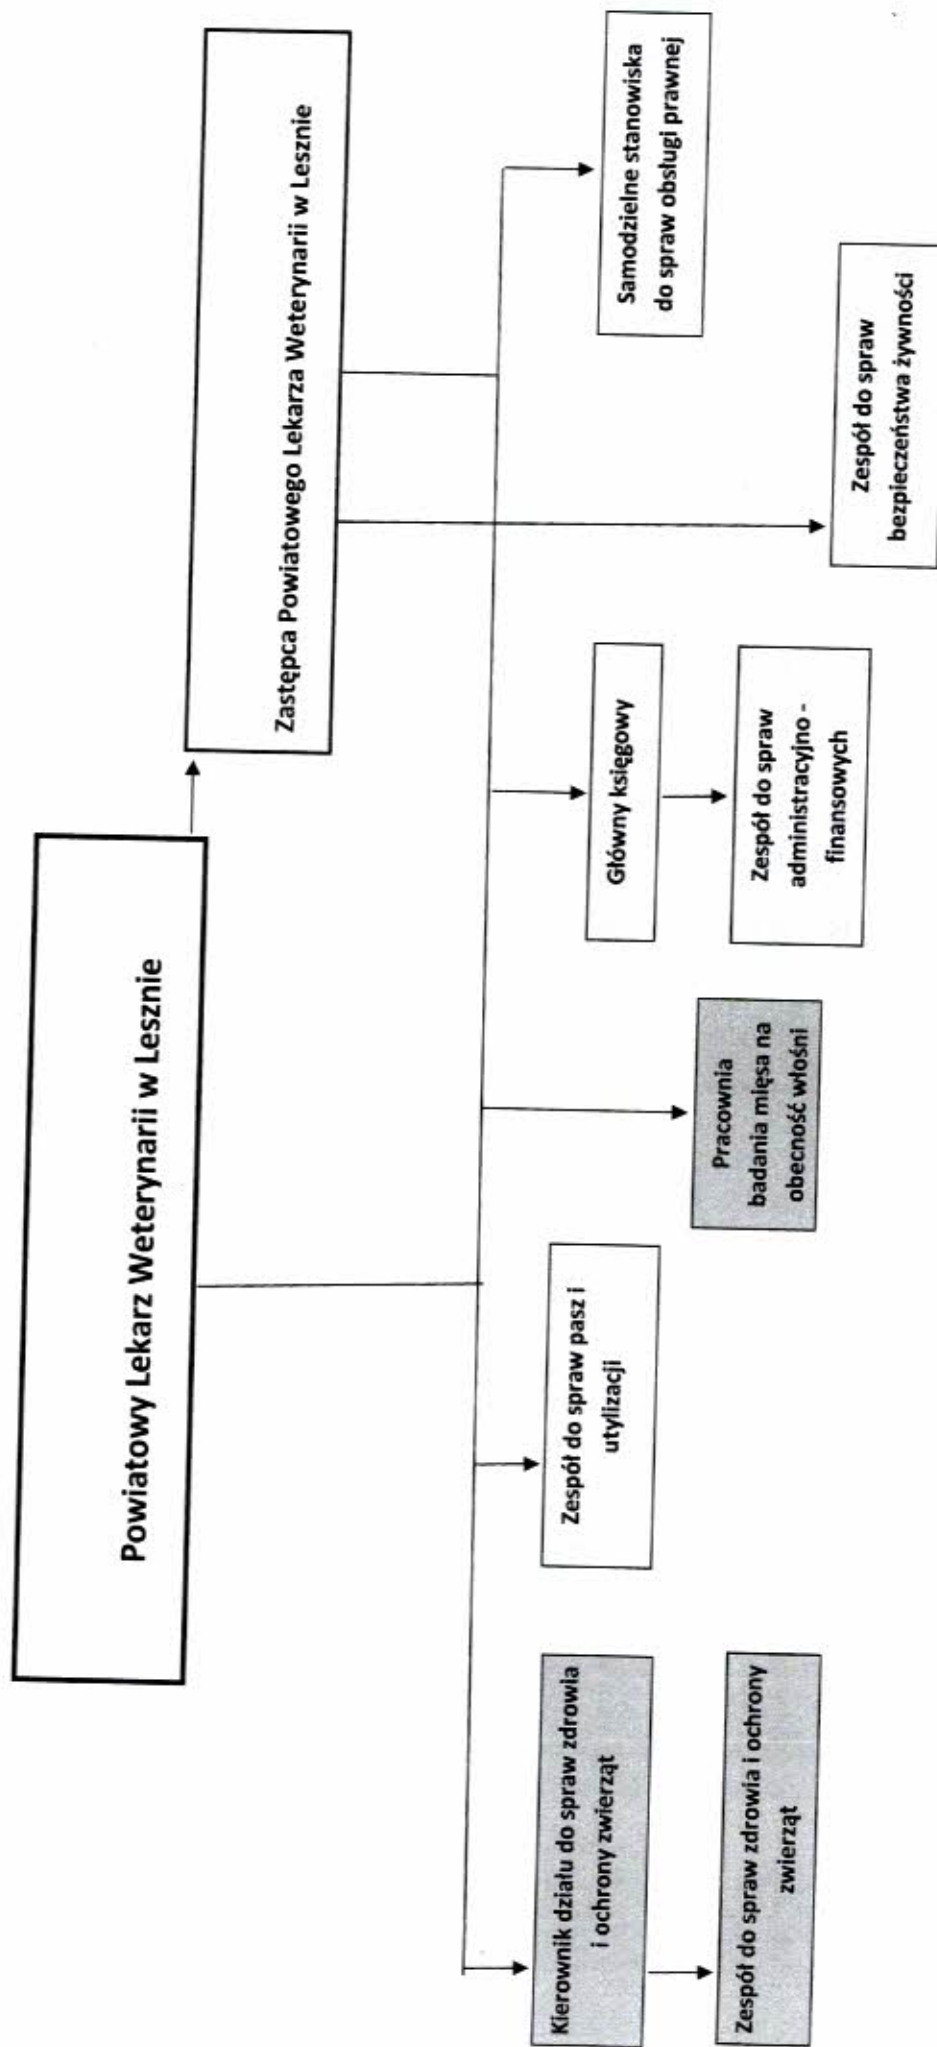 Powiatowy Lekarz Weterynarii w Lesznie
Zastępca Powiatowego Lekarza Weterynarii w Lesznie
Kierownik działu do spraw zdrowia
i ochrony zwierząt
Zespół do spraw zdrowia i ochrony
zwierząt
Zespół do spraw pasz i
utylizacji
Pracownia
badania mięsa na
obecność włośni
Główny księgowy
Zespół do spraw
administracyjno -
finansowych
Samodzielne stanowiska
do spraw obsługi prawnej
Zespół do spraw
bezpieczeństwa żywności